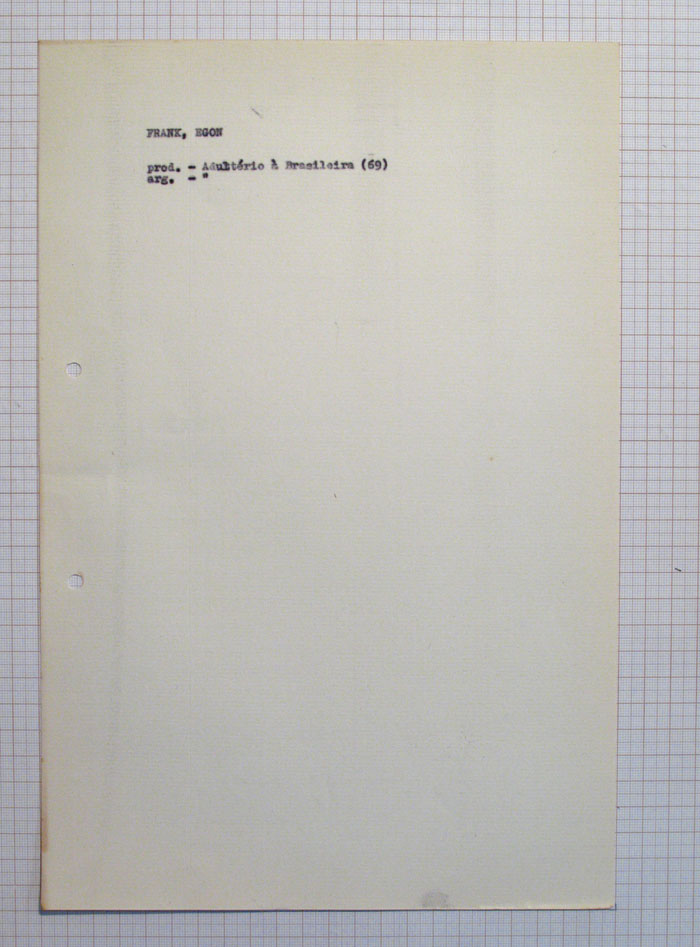 FRANK, EGON
prod. - Adultério à Brasileira (69)
arg. - "